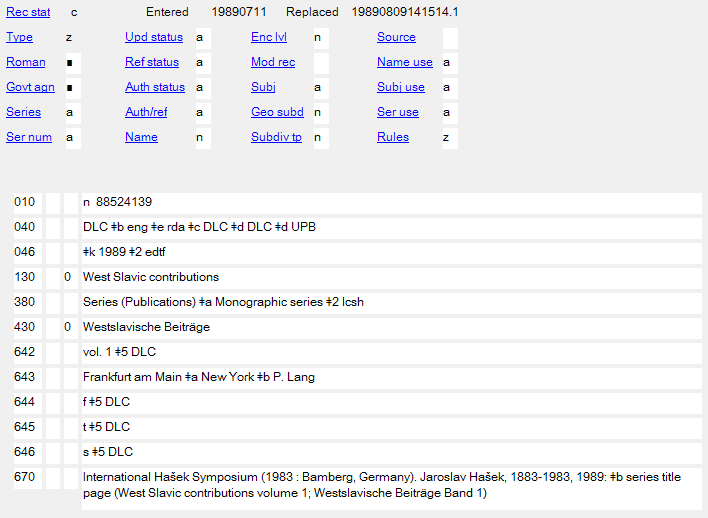 Rec stat c Entered 19890711 Replaced 19890809141514.1
Type z Upd status a Enc lvl n Source
Roman ∎ Ref status a Mod rec Name use a
Govt agn ∎ Auth status a Subj a Subj use a
Series a Auth/ref a Geo subd n Ser use a
Ser num a Name n Subdiv tp n Rules z
010 n 88524139
040 DLC ǂb eng ǂe rda ǂc DLC ǂd DLC ǂd UPB
046 ǂk 1989 ǂ2 edtf
130 0 West Slavic contributions
380 Series (Publications) ǂa Monographic series ǂ2 lcsh
430 0 Westslavische Beiträge
642 vol. 1 ǂ5 DLC
643 Frankfurt am Main ǂa New York ǂb P. Lang
644 f ǂ5 DLC
645 t ǂ5 DLC
646 s ǂ5 DLC
670 International Hašek Symposium (1983 : Bamberg, Germany). Jaroslav Hašek, 1883-1983, 1989: ǂb series title
page (West Slavic contributions volume 1; Westslavische Beiträge Band 1)